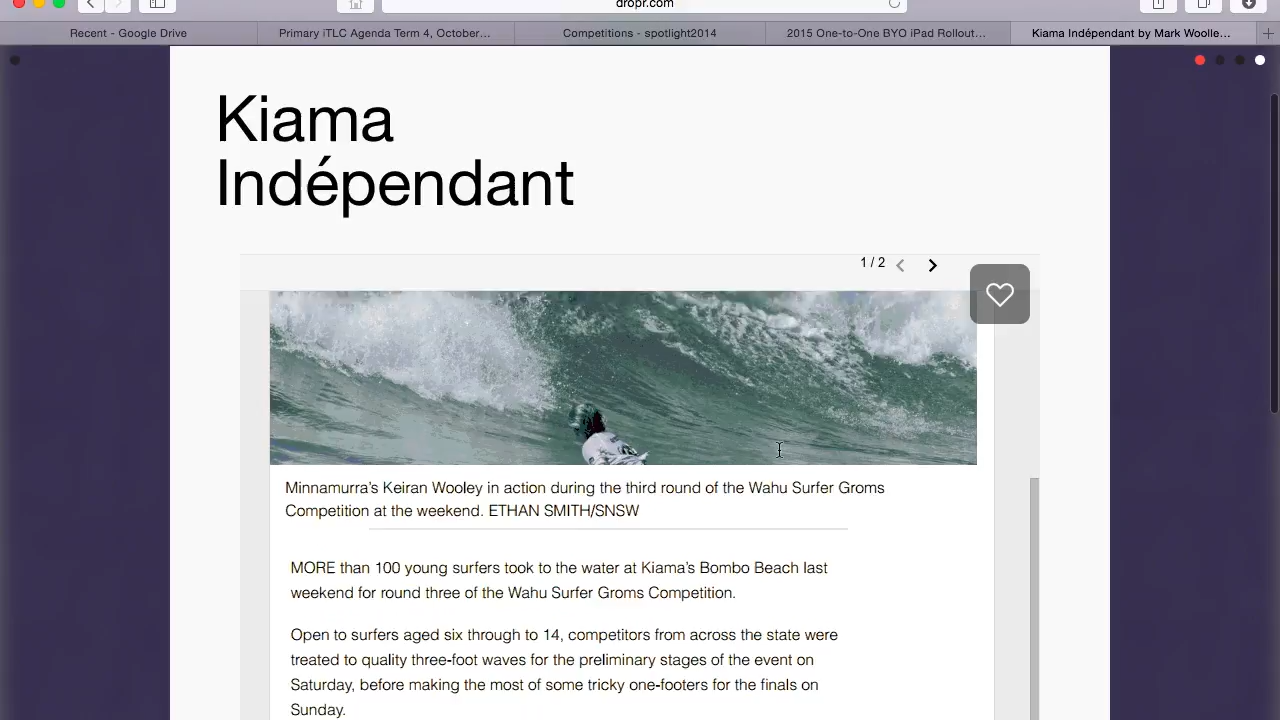 dropr.com
Recent - Google Drive
Primary iTLC Agenda Term 4, October...
Competitions - spotlight2014
2015 One-to-One BYO iPad Rollout...
Kiama Indépendant by Mark Woolle...
Kiama
Indépendant
1 / 2
Minnamurra's Keiran Wooley in action during the third round of the Wahu Surfer Groms
Competition at the weekend. ETHAN SMITH/SNSW
MORE than 100 young surfers took to the water at Kiama's Bombo Beach last
weekend for round three of the Wahu Surfer Groms Competition.
Open to surfers aged six through to 14, competitors from across the state were
treated to quality three-foot waves for the preliminary stages of the event on
Saturday, before making the most of some tricky one-footers for the finals on
Sunday.